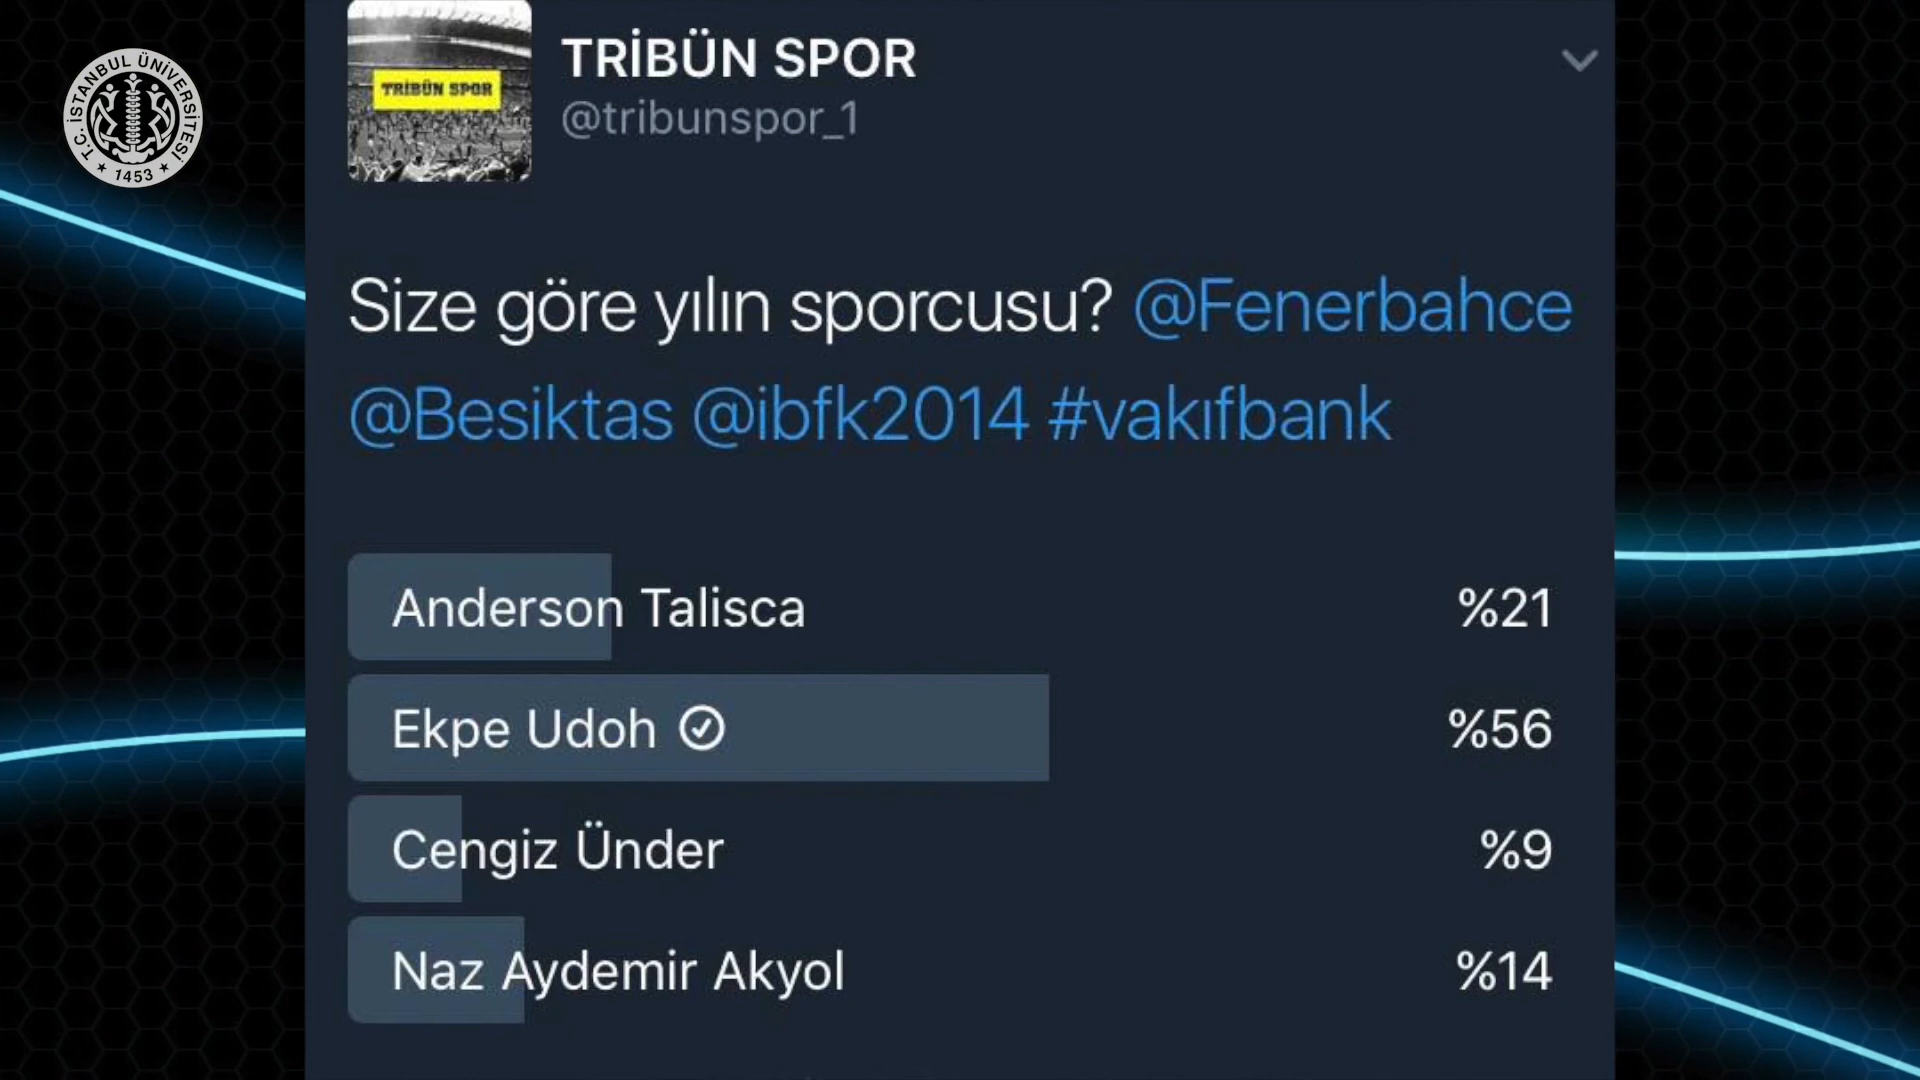 T.C. İSTANBUL ÜNİVERSİTESİ
1453
TRİBÜN SPOR
TRİBÜN SPOR
@tribunspor_1
Size göre yılın sporcusu? @Fenerbahce
@Besiktas @ibfk2014 #vakıfbank
Anderson Talisca %21
Ekpe Udoh %56
Cengiz Ünder %9
Naz Aydemir Akyol %14